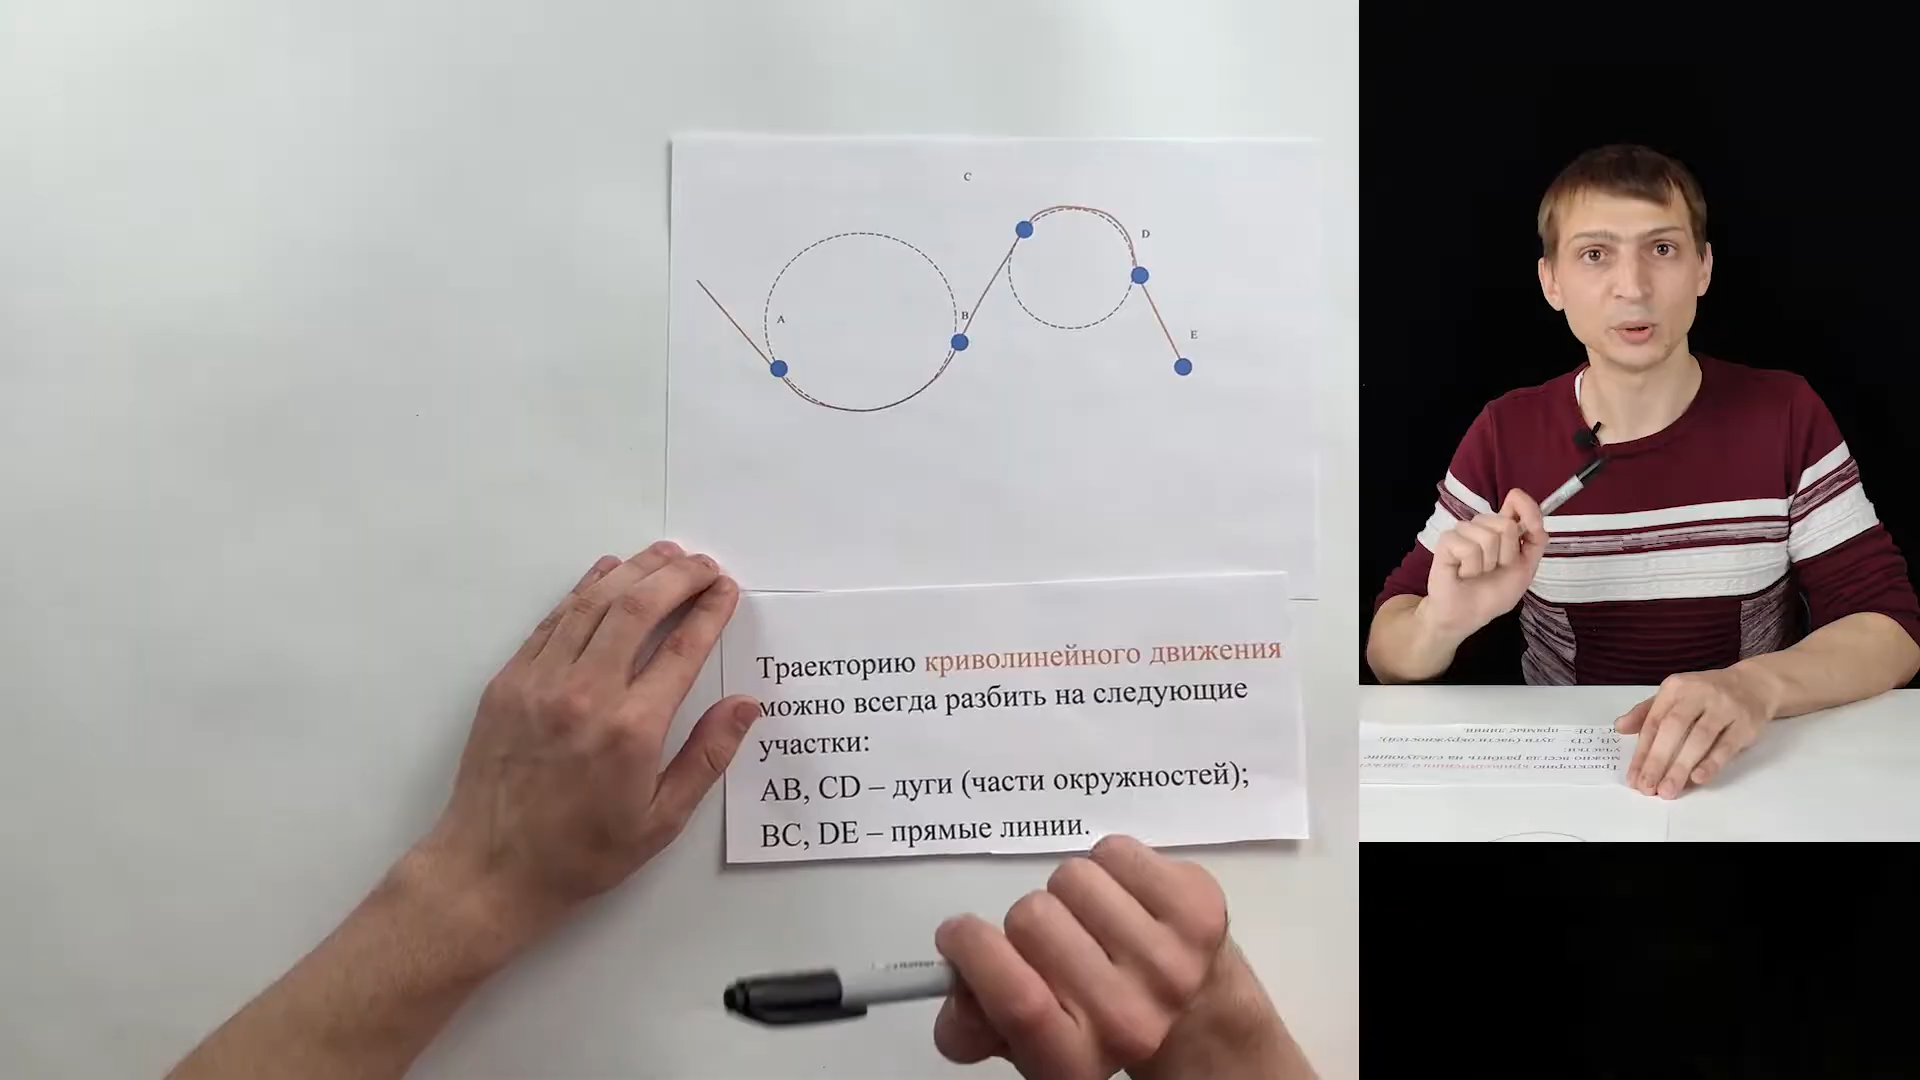 C
D
A
B
E
Траекторию криволинейного движения
можно всегда разбить на следующие
участки:
AB, CD – дуги (части окружностей);
BC, DE – прямые линии.